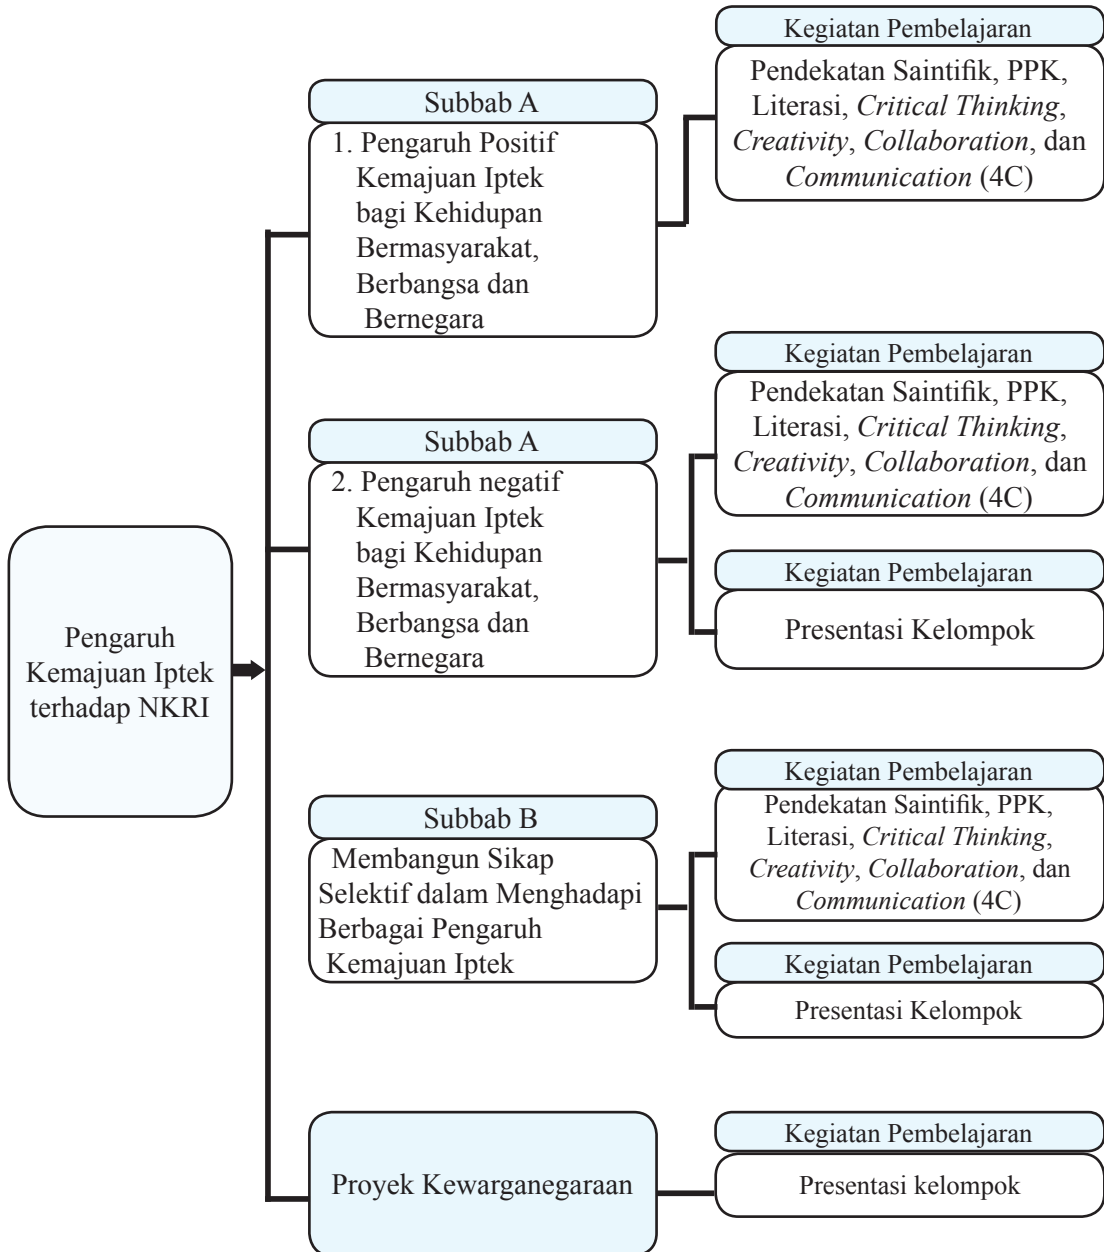 Pengaruh
Kemajuan Iptek
terhadap NKRI
Subbab A
1. Pengaruh Positif
Kemajuan Iptek
bagi Kehidupan
Bermasyarakat,
Berbangsa dan
Bernegara
Kegiatan Pembelajaran
Pendekatan Saintifik, PPK,
Literasi, Critical Thinking,
Creativity, Collaboration, dan
Communication (4C)
Subbab A
2. Pengaruh negatif
Kemajuan Iptek
bagi Kehidupan
Bermasyarakat,
Berbangsa dan
Bernegara
Kegiatan Pembelajaran
Pendekatan Saintifik, PPK,
Literasi, Critical Thinking,
Creativity, Collaboration, dan
Communication (4C)
Kegiatan Pembelajaran
Presentasi Kelompok
Subbab B
Membangun Sikap
Selektif dalam Menghadapi
Berbagai Pengaruh
Kemajuan Iptek
Kegiatan Pembelajaran
Pendekatan Saintifik, PPK,
Literasi, Critical Thinking,
Creativity, Collaboration, dan
Communication (4C)
Kegiatan Pembelajaran
Presentasi Kelompok
Proyek Kewarganegaraan
Kegiatan Pembelajaran
Presentasi kelompok